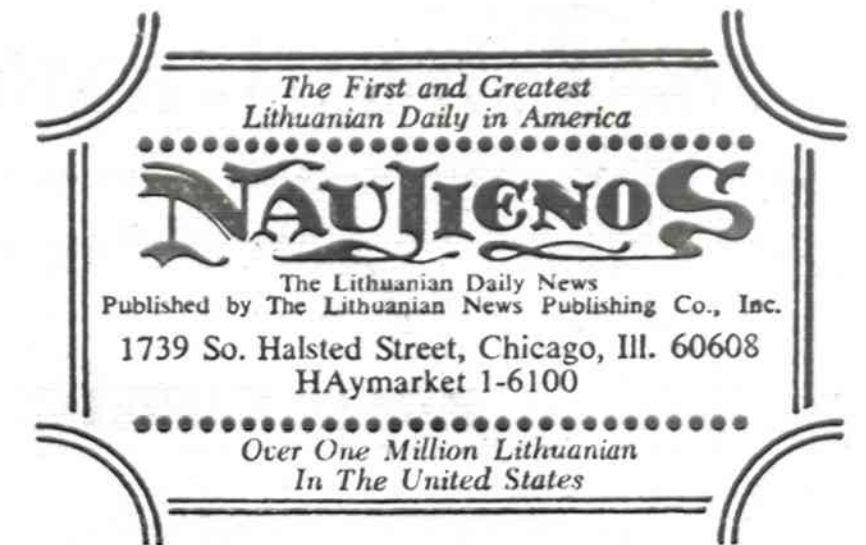 The First and Greatest
Lithuanian Daily in America
NAUJIENOS
The Lithuanian Daily News
Published by The Lithuanian News Publishing Co., Inc.
1739 So. Halsted Street, Chicago, Ill. 60608
HAymarket 1-6100
Over One Million Lithuanian
In The United States